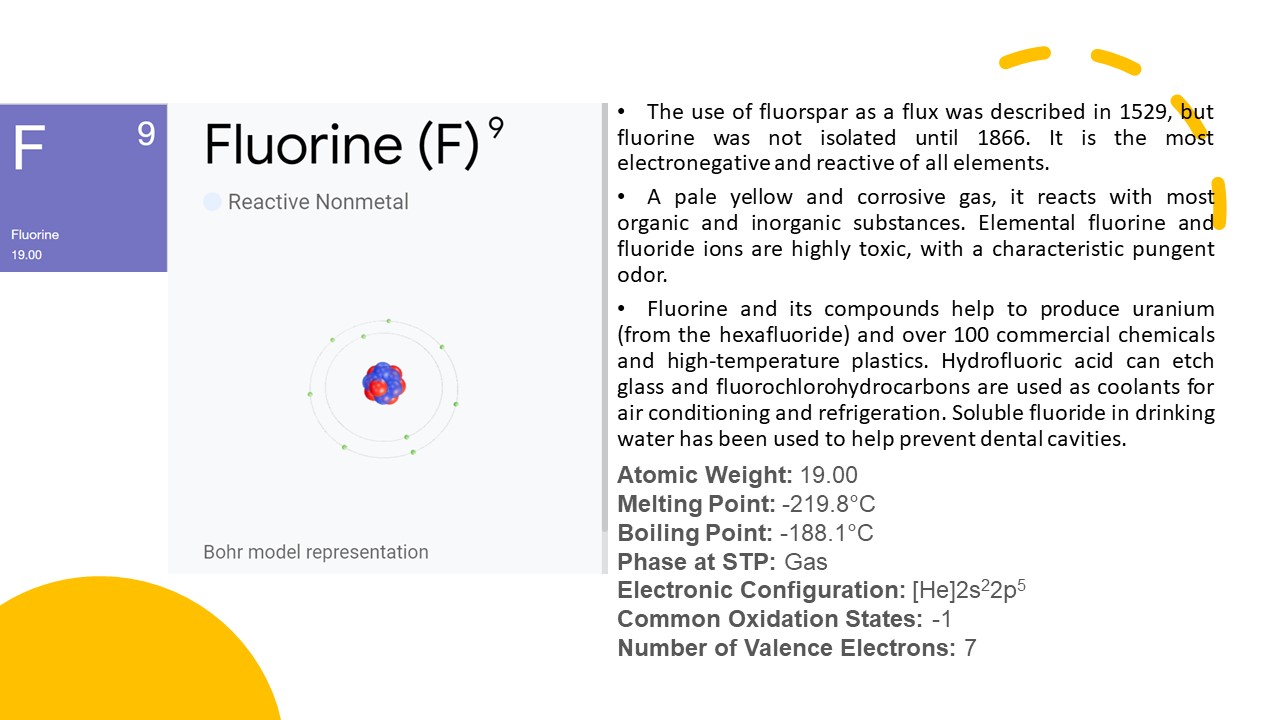 F 9
Fluorine
19.00
Fluorine (F)⁹
Reactive Nonmetal
Bohr model representation
• The use of fluorspar as a flux was described in 1529, but
fluorine was not isolated until 1866. It is the most
electronegative and reactive of all elements.
• A pale yellow and corrosive gas, it reacts with most
organic and inorganic substances. Elemental fluorine and
fluoride ions are highly toxic, with a characteristic pungent
odor.
• Fluorine and its compounds help to produce uranium
(from the hexafluoride) and over 100 commercial chemicals
and high-temperature plastics. Hydrofluoric acid can etch
glass and fluorochlorohydrocarbons are used as coolants for
air conditioning and refrigeration. Soluble fluoride in drinking
water has been used to help prevent dental cavities.
Atomic Weight: 19.00
Melting Point: -219.8°C
Boiling Point: -188.1°C
Phase at STP: Gas
Electronic Configuration: [He]2s²2p⁵
Common Oxidation States: -1
Number of Valence Electrons: 7